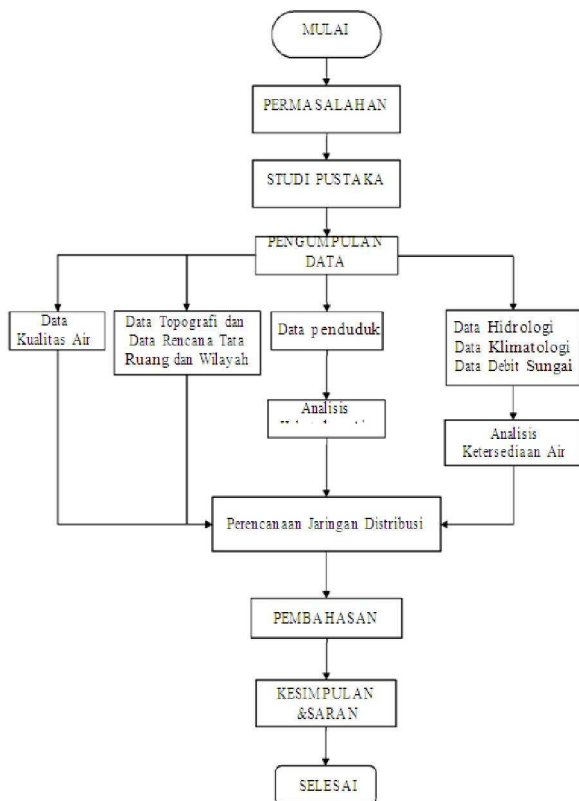 MULAI
PERMASALAHAN
STUDI PUSTAKA
PENGUMPULAN
DATA
Data
Kualitas Air
Data Topografi dan
Data Rencana Tata
Ruang dan Wilayah
Data penduduk
Data Hidrologi
Data Klimatologi
Data Debit Sungai
Analisis
Analisis
Ketersediaan Air
Perencanaan Jaringan Distribusi
PEMBAHASAN
KESIMPULAN
&SARAN
SELESAI